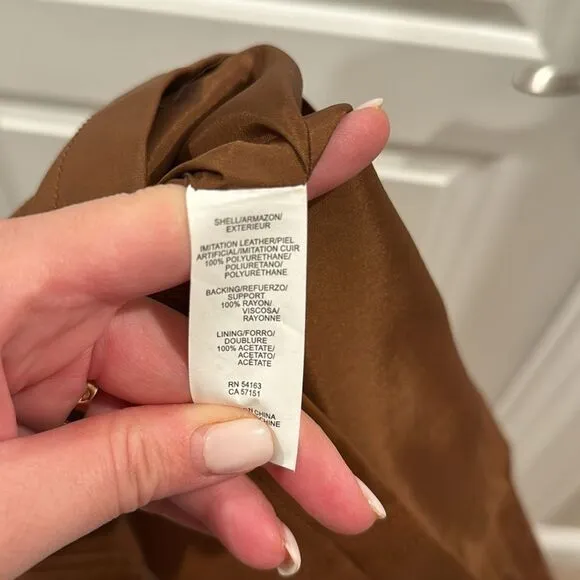 SHELL/ARMAZON/
EXTERIEUR
IMITATION LEATHER/PIEL
ARTIFICIAL/IMITATION CUIR
100% POLYURETHANE/
POLIURETANO/
POLYURÉTHANE
BACKING/REFUERZO/
SUPPORT
100% RAYON/
VISCOSA/
RAYONNE
LINING/FORRO/
DOUBLURE
100% ACETATE/
ACETATO/
ACÉTATE
RN 54163
CA 57151
CHINA